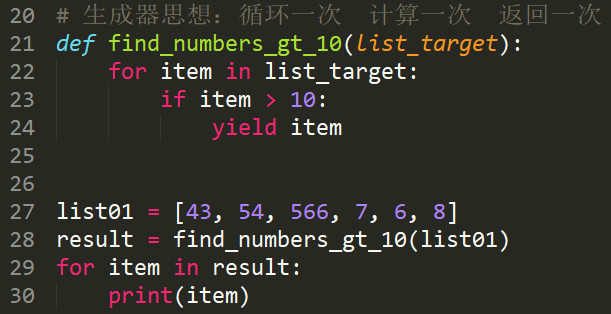 20 # 生成器思想：循环一次  计算一次  返回一次
21 def find_numbers_gt_10(list_target):
22     for item in list_target:
23         if item > 10:
24             yield item
25
26
27 list01 = [43, 54, 566, 7, 6, 8]
28 result = find_numbers_gt_10(list01)
29 for item in result:
30     print(item)